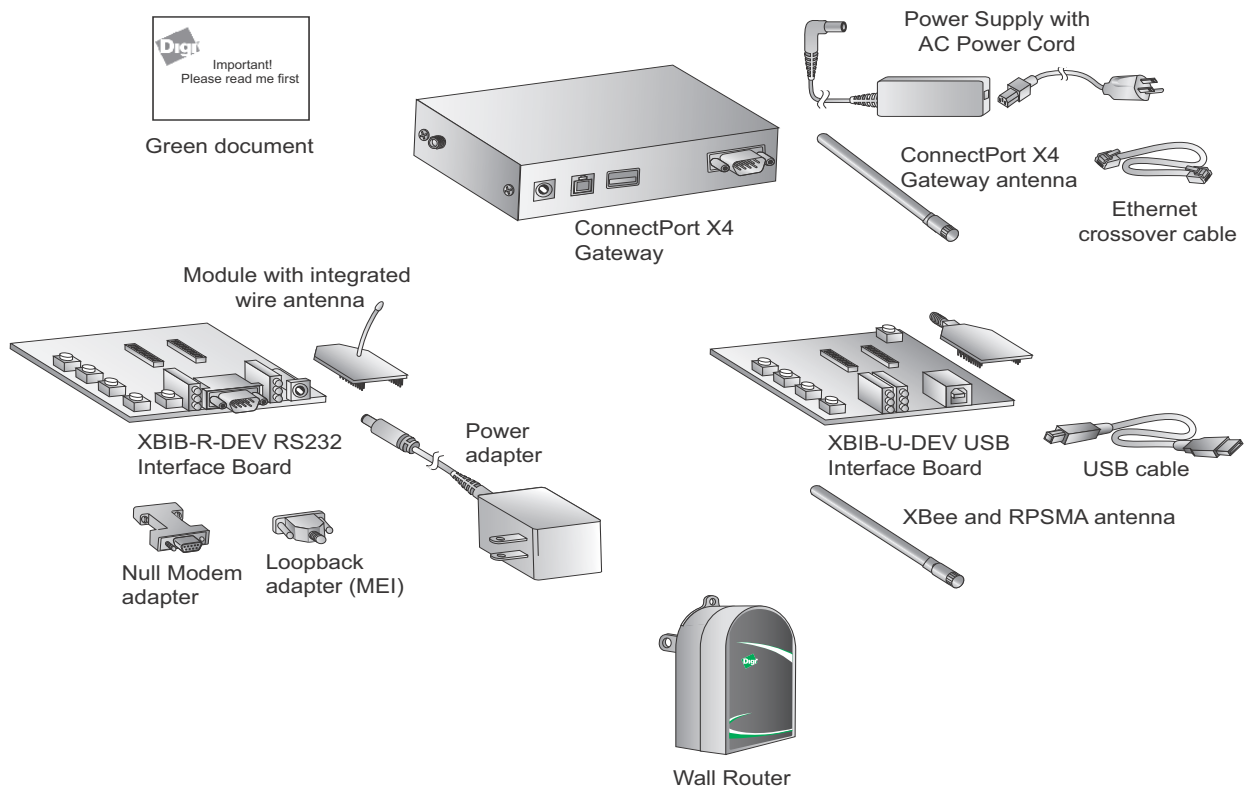 Digi
Important!
Please read me first
Green document
Power Supply with
AC Power Cord
ConnectPort X4
Gateway
ConnectPort X4
Gateway antenna
Ethernet
crossover cable
Module with integrated
wire antenna
XBIB-R-DEV RS232
Interface Board
Power
adapter
XBIB-U-DEV USB
Interface Board
USB cable
Null Modem
adapter
Loopback
adapter (MEI)
XBee and RPSMA antenna
Digi
Wall Router